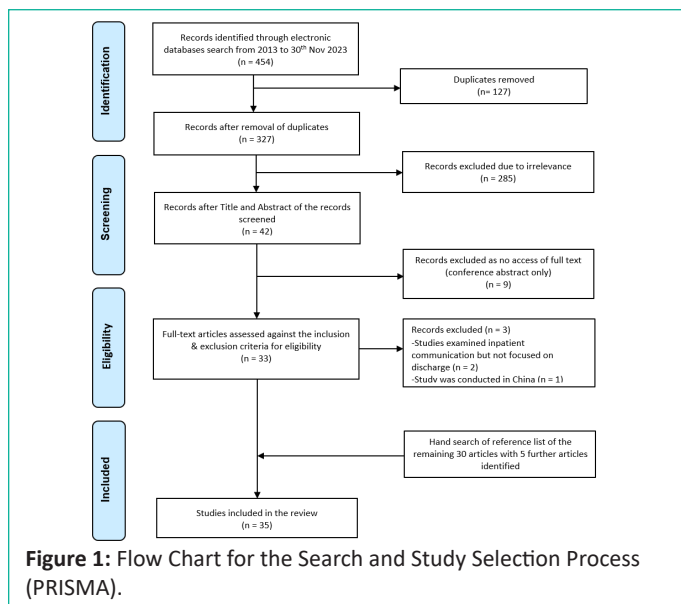 Identification
Records identified through electronic
databases search from 2013 to 30th Nov 2023
(n = 454)
Duplicates removed
(n= 127)
Records after removal of duplicates
(n = 327)
Screening
Records excluded due to irrelevance
(n = 285)
Records after Title and Abstract of the records
screened
(n = 42)
Records excluded as no access of full text
(conference abstract only)
(n = 9)
Eligibility
Full-text articles assessed against the inclusion
& exclusion criteria for eligibility
(n = 33)
Records excluded (n = 3)
-Studies examined inpatient
communication but not focused on
discharge (n = 2)
-Study was conducted in China (n = 1)
Included
Hand search of reference list of the
remaining 30 articles with 5 further articles
identified
Studies included in the review
(n = 35)
Figure 1: Flow Chart for the Search and Study Selection Process
(PRISMA).